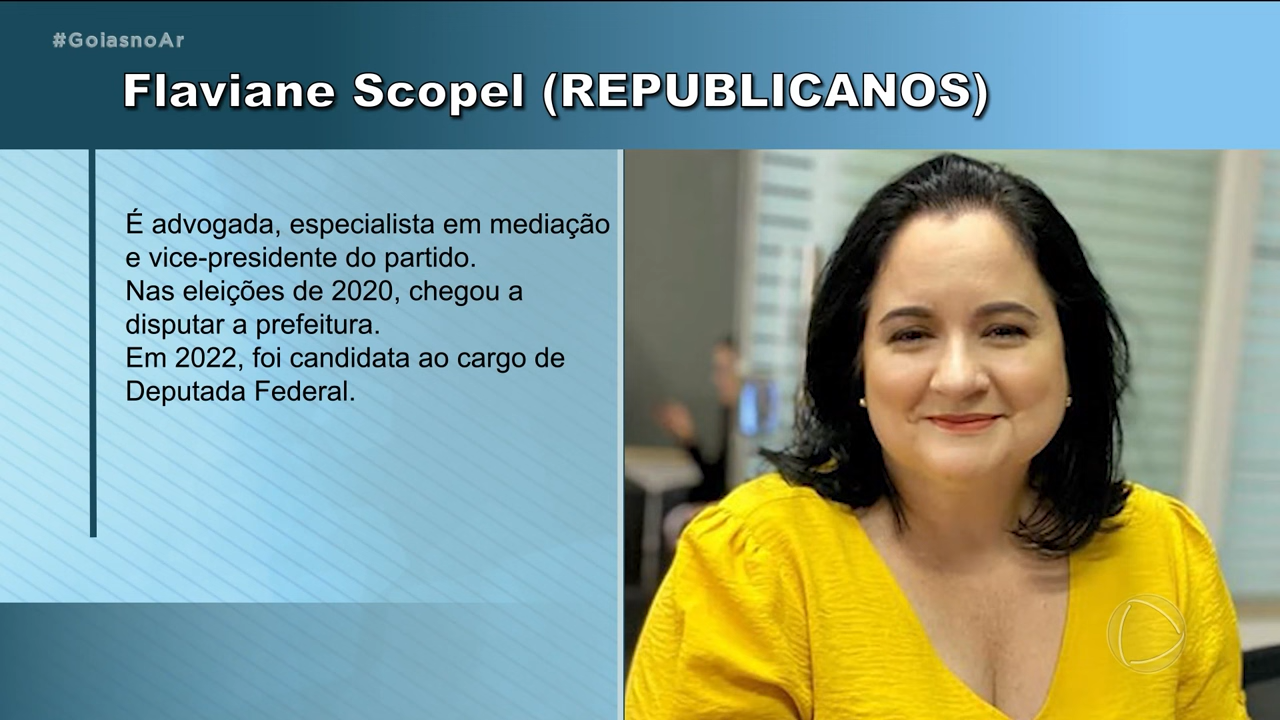 #GoiasnoAr
Flaviane Scopel (REPUBLICANOS)
É advogada, especialista em mediação
e vice-presidente do partido.
Nas eleições de 2020, chegou a
disputar a prefeitura.
Em 2022, foi candidata ao cargo de
Deputada Federal.